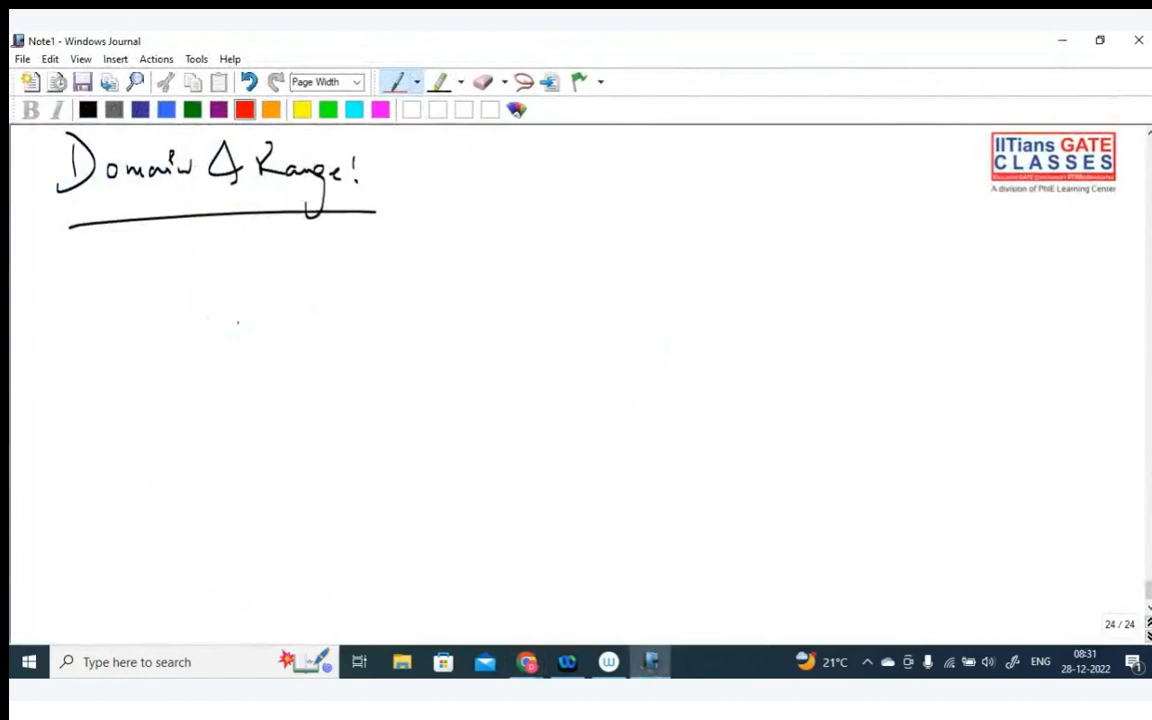 Note1 - Windows Journal
File Edit View Insert Actions Tools Help
Page Width
B I
Domain & Range!
IITians GATE
CLASSES
A division of PhIE Learning Center
24 / 24
Type here to search
21°C
ENG
08:31
28-12-2022
1